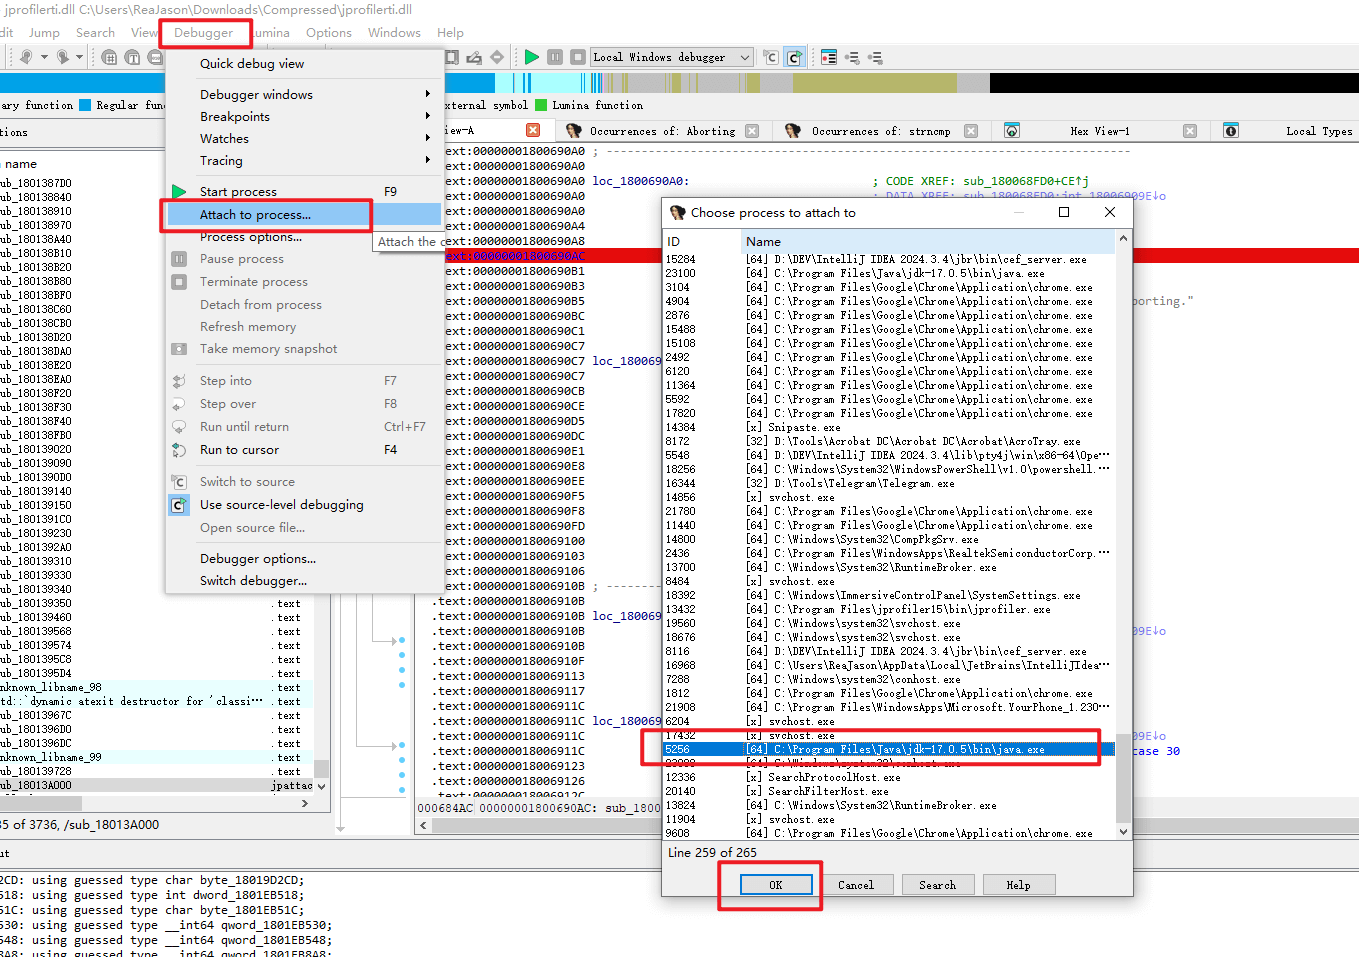 jprofilerti.dll C:\Users\ReaJason\Downloads\Compressed\jprofilerti.dll
dit Jump Search View Debugger Lumina Options Windows Help
Local Windows debugger
ary function Regular fun xternal symbol Lumina function
tions
iew-A Occurrences of: Aborting Occurrences of: strncmp Hex View-1 Local Types
name
ub_1801387D0
ub_180138840
ub_180138910
ub_180138970
ub_180138A40
ub_180138B10
ub_180138B20
ub_180138B80
ub_180138BF0
ub_180138C60
ub_180138CB0
ub_180138D20
ub_180138DA0
ub_180138E20
ub_180138EA0
ub_180138F20
ub_180138F30
ub_180138F40
ub_180138FB0
ub_180139020
ub_180139090
ub_1801390D0
ub_180139140
ub_180139150
ub_1801391C0
ub_180139230
ub_1801392A0
ub_180139310
ub_180139330
ub_180139340
ub_180139350 .text
ub_180139460 .text
ub_180139568 .text
ub_180139574 .text
ub_1801395C8 .text
ub_1801395D4 .text
nknown_libname_98 .text
td::`dynamic atexit destructor for 'classi··· .text
ub_18013967C .text
ub_1801396D0 .text
ub_1801396DC .text
nknown_libname_99 .text
ub_180139728 .text
ub_18013A000 jpattac
35 of 3736, /sub_18013A000
Quick debug view
Debugger windows
Breakpoints
Watches
Tracing
Start process F9
Attach to process...
Attach the c
Process options...
Pause process
Terminate process
Detach from process
Refresh memory
Take memory snapshot
Step into F7
Step over F8
Run until return Ctrl+F7
Run to cursor F4
Switch to source
Use source-level debugging
Open source file...
Debugger options...
Switch debugger...
ext:00000001800690A0 ; ---------------------------------------------------------------------------
ext:00000001800690A0
ext:00000001800690A0 loc_1800690A0: ; CODE XREF: sub_180068FD0+CE↑j
ext:00000001800690A0 ; DATA XREF: sub_180068FD0:jpt_18006909E↓o
ext:00000001800690A0
ext:00000001800690A4
ext:00000001800690A8
ext:00000001800690AC
ext:00000001800690B1
ext:00000001800690B3
ext:00000001800690B5 orting."
ext:00000001800690BC
ext:00000001800690C1
ext:00000001800690C7
ext:00000001800690C7 loc_180069
ext:00000001800690C7
ext:00000001800690CB
ext:00000001800690CE
ext:00000001800690D5
ext:00000001800690DC
ext:00000001800690E1
ext:00000001800690E8
ext:00000001800690EE
ext:00000001800690F5
ext:00000001800690F8
ext:00000001800690FD
ext:0000000180069100
ext:0000000180069103
ext:0000000180069106
ext:000000018006910B ; --------
.text:000000018006910B
.text:000000018006910B loc_180069
.text:000000018006910B 09E↓o
.text:000000018006910B
.text:000000018006910F
.text:0000000180069113
.text:0000000180069117
.text:000000018006911C
.text:000000018006911C loc_180069
.text:000000018006911C 09E↓o
.text:000000018006911C case 30
.text:0000000180069123
.text:0000000180069126
.text:000000018006912C
000684AC 00000001800690AC: sub_1800
Choose process to attach to
ID Name
15284 [64] D:\DEV\IntelliJ IDEA 2024.3.4\jbr\bin\cef_server.exe
23100 [64] C:\Program Files\Java\jdk-17.0.5\bin\java.exe
3104 [64] C:\Program Files\Google\Chrome\Application\chrome.exe
4904 [64] C:\Program Files\Google\Chrome\Application\chrome.exe
2876 [64] C:\Program Files\Google\Chrome\Application\chrome.exe
15488 [64] C:\Program Files\Google\Chrome\Application\chrome.exe
15108 [64] C:\Program Files\Google\Chrome\Application\chrome.exe
2492 [64] C:\Program Files\Google\Chrome\Application\chrome.exe
6120 [64] C:\Program Files\Google\Chrome\Application\chrome.exe
11364 [64] C:\Program Files\Google\Chrome\Application\chrome.exe
5592 [64] C:\Program Files\Google\Chrome\Application\chrome.exe
17820 [64] C:\Program Files\Google\Chrome\Application\chrome.exe
14384 [x] Snipaste.exe
8172 [32] D:\Tools\Acrobat DC\Acrobat DC\Acrobat\AcroTray.exe
5548 [64] D:\DEV\IntelliJ IDEA 2024.3.4\lib\pty4j\win\x86-64\Ope···
18256 [64] C:\Windows\System32\WindowsPowerShell\v1.0\powershell.···
16344 [32] D:\Tools\Telegram\Telegram.exe
14856 [x] svchost.exe
21780 [64] C:\Program Files\Google\Chrome\Application\chrome.exe
11440 [64] C:\Program Files\Google\Chrome\Application\chrome.exe
14800 [64] C:\Windows\System32\CompPkgSrv.exe
2436 [64] C:\Program Files\WindowsApps\RealtekSemiconductorCorp.···
13700 [64] C:\Windows\System32\RuntimeBroker.exe
8484 [x] svchost.exe
18392 [64] C:\Windows\ImmersiveControlPanel\SystemSettings.exe
13432 [64] C:\Program Files\jprofiler15\bin\jprofiler.exe
19560 [64] C:\Windows\system32\svchost.exe
18676 [64] C:\Windows\system32\svchost.exe
8116 [64] D:\DEV\IntelliJ IDEA 2024.3.4\jbr\bin\cef_server.exe
16968 [64] C:\Users\ReaJason\AppData\Local\JetBrains\IntelliJIdea···
7288 [64] C:\Windows\system32\conhost.exe
1812 [64] C:\Program Files\Google\Chrome\Application\chrome.exe
21908 [64] C:\Program Files\WindowsApps\Microsoft.YourPhone_1.230···
6204 [x] svchost.exe
17432 [x] svchost.exe
5256 [64] C:\Program Files\Java\jdk-17.0.5\bin\java.exe
[64] C:\Windows\system32\conhost.exe
12336 [x] SearchProtocolHost.exe
20140 [x] SearchFilterHost.exe
13824 [64] C:\Windows\System32\RuntimeBroker.exe
11904 [x] svchost.exe
9608 [64] C:\Program Files\Google\Chrome\Application\chrome.exe
Line 259 of 265
OK Cancel Search Help
ut
2CD: using guessed type char byte_18019D2CD;
518: using guessed type int dword_1801EB518;
51C: using guessed type char byte_1801EB51C;
530: using guessed type __int64 qword_1801EB530;
548: using guessed type __int64 qword_1801EB548;
8A8: using guessed type __int64 qword_1801EB8A8;